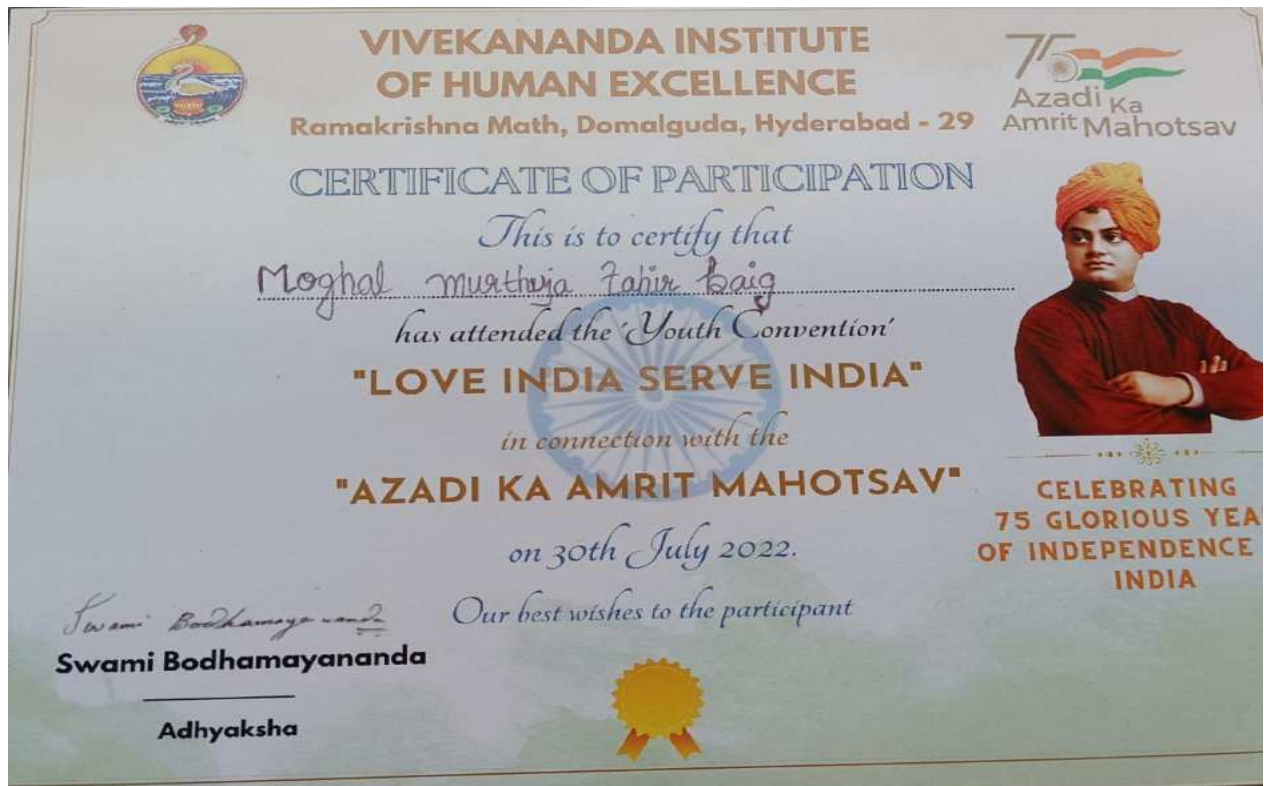 VIVEKANANDA INSTITUTE
OF HUMAN EXCELLENCE
Ramakrishna Math, Domalguda, Hyderabad - 29
75
Azadi Ka
Amrit Mahotsav
CERTIFICATE OF PARTICIPATION
This is to certify that
Moghal murthuja Zahir baig
has attended the 'Youth Convention'
"LOVE INDIA SERVE INDIA"
in connection with the
"AZADI KA AMRIT MAHOTSAV"
on 30th July 2022.
Our best wishes to the participant
CELEBRATING
75 GLORIOUS YEA
OF INDEPENDENCE
INDIA
Swami Bodhamayananda
Swami Bodhamayananda
Adhyaksha